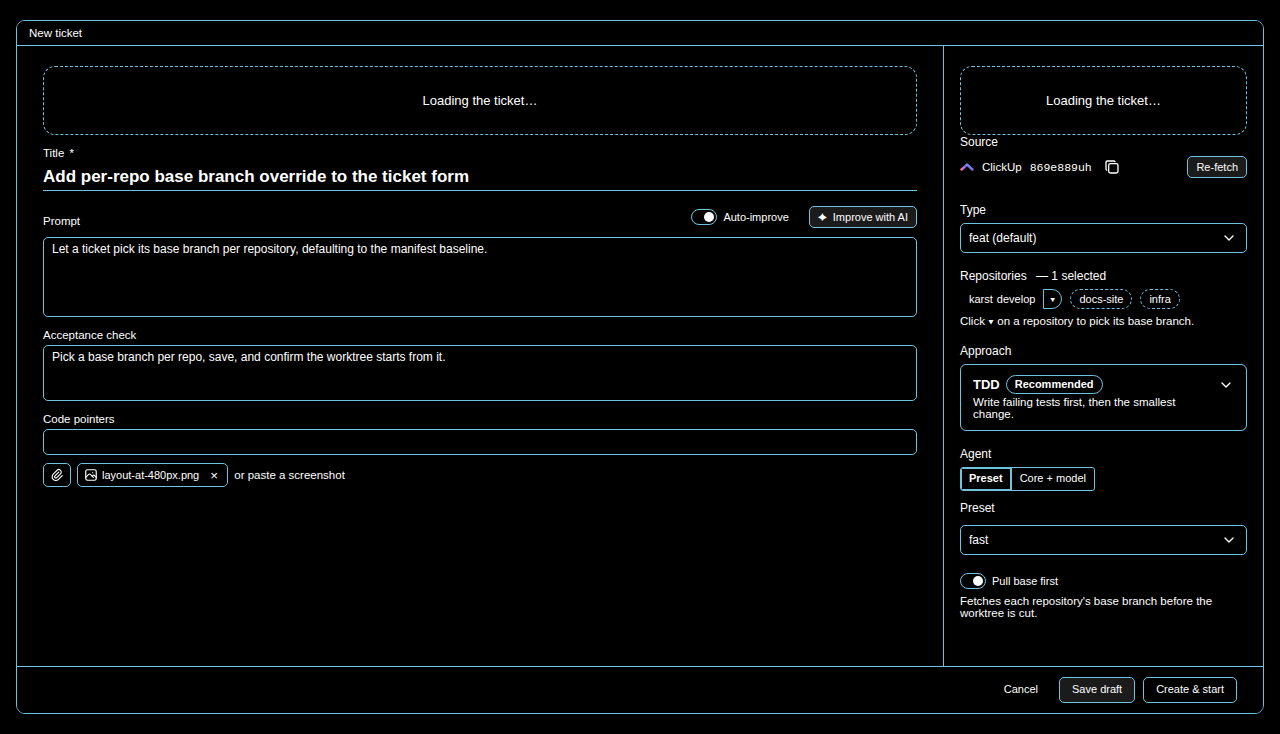 New ticket
Loading the ticket…
Title *
Add per-repo base branch override to the ticket form
Prompt
Auto-improve
Improve with AI
Let a ticket pick its base branch per repository, defaulting to the manifest baseline.
Acceptance check
Pick a base branch per repo, save, and confirm the worktree starts from it.
Code pointers
layout-at-480px.png ×
or paste a screenshot
Loading the ticket…
Source
ClickUp 869e889uh
Re-fetch
Type
feat (default)
Repositories — 1 selected
karst develop ▾ docs-site infra
Click ▾ on a repository to pick its base branch.
Approach
TDD Recommended
Write failing tests first, then the smallest
change.
Agent
Preset Core + model
Preset
fast
Pull base first
Fetches each repository's base branch before the
worktree is cut.
Cancel Save draft Create & start